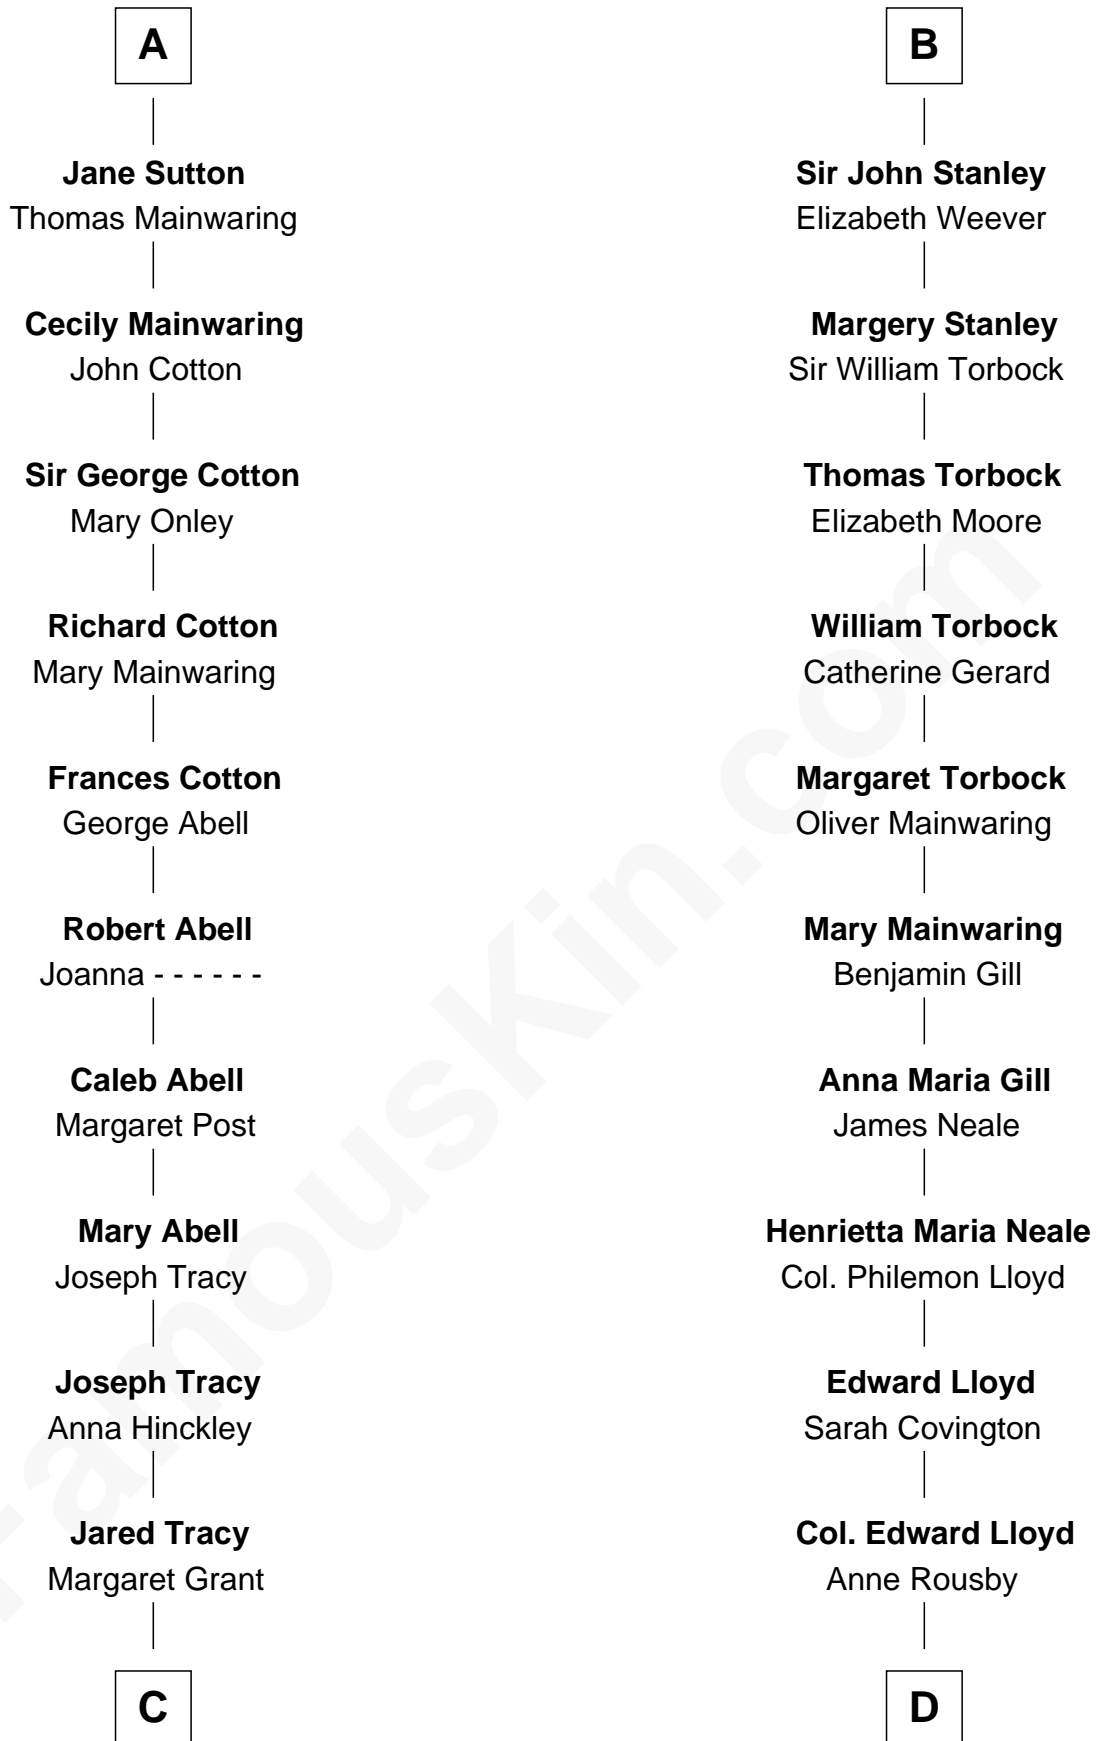 A
Jane Sutton
Thomas Mainwaring
Cecily Mainwaring
John Cotton
Sir George Cotton
Mary Onley
Richard Cotton
Mary Mainwaring
Frances Cotton
George Abell
Robert Abell
Joanna - - - - - -
Caleb Abell
Margaret Post
Mary Abell
Joseph Tracy
Joseph Tracy
Anna Hinckley
Jared Tracy
Margaret Grant
C
B
Sir John Stanley
Elizabeth Weever
Margery Stanley
Sir William Torbock
Thomas Torbock
Elizabeth Moore
William Torbock
Catherine Gerard
Margaret Torbock
Oliver Mainwaring
Mary Mainwaring
Benjamin Gill
Anna Maria Gill
James Neale
Henrietta Maria Neale
Col. Philemon Lloyd
Edward Lloyd
Sarah Covington
Col. Edward Lloyd
Anne Rousby
D
FamousKin.com